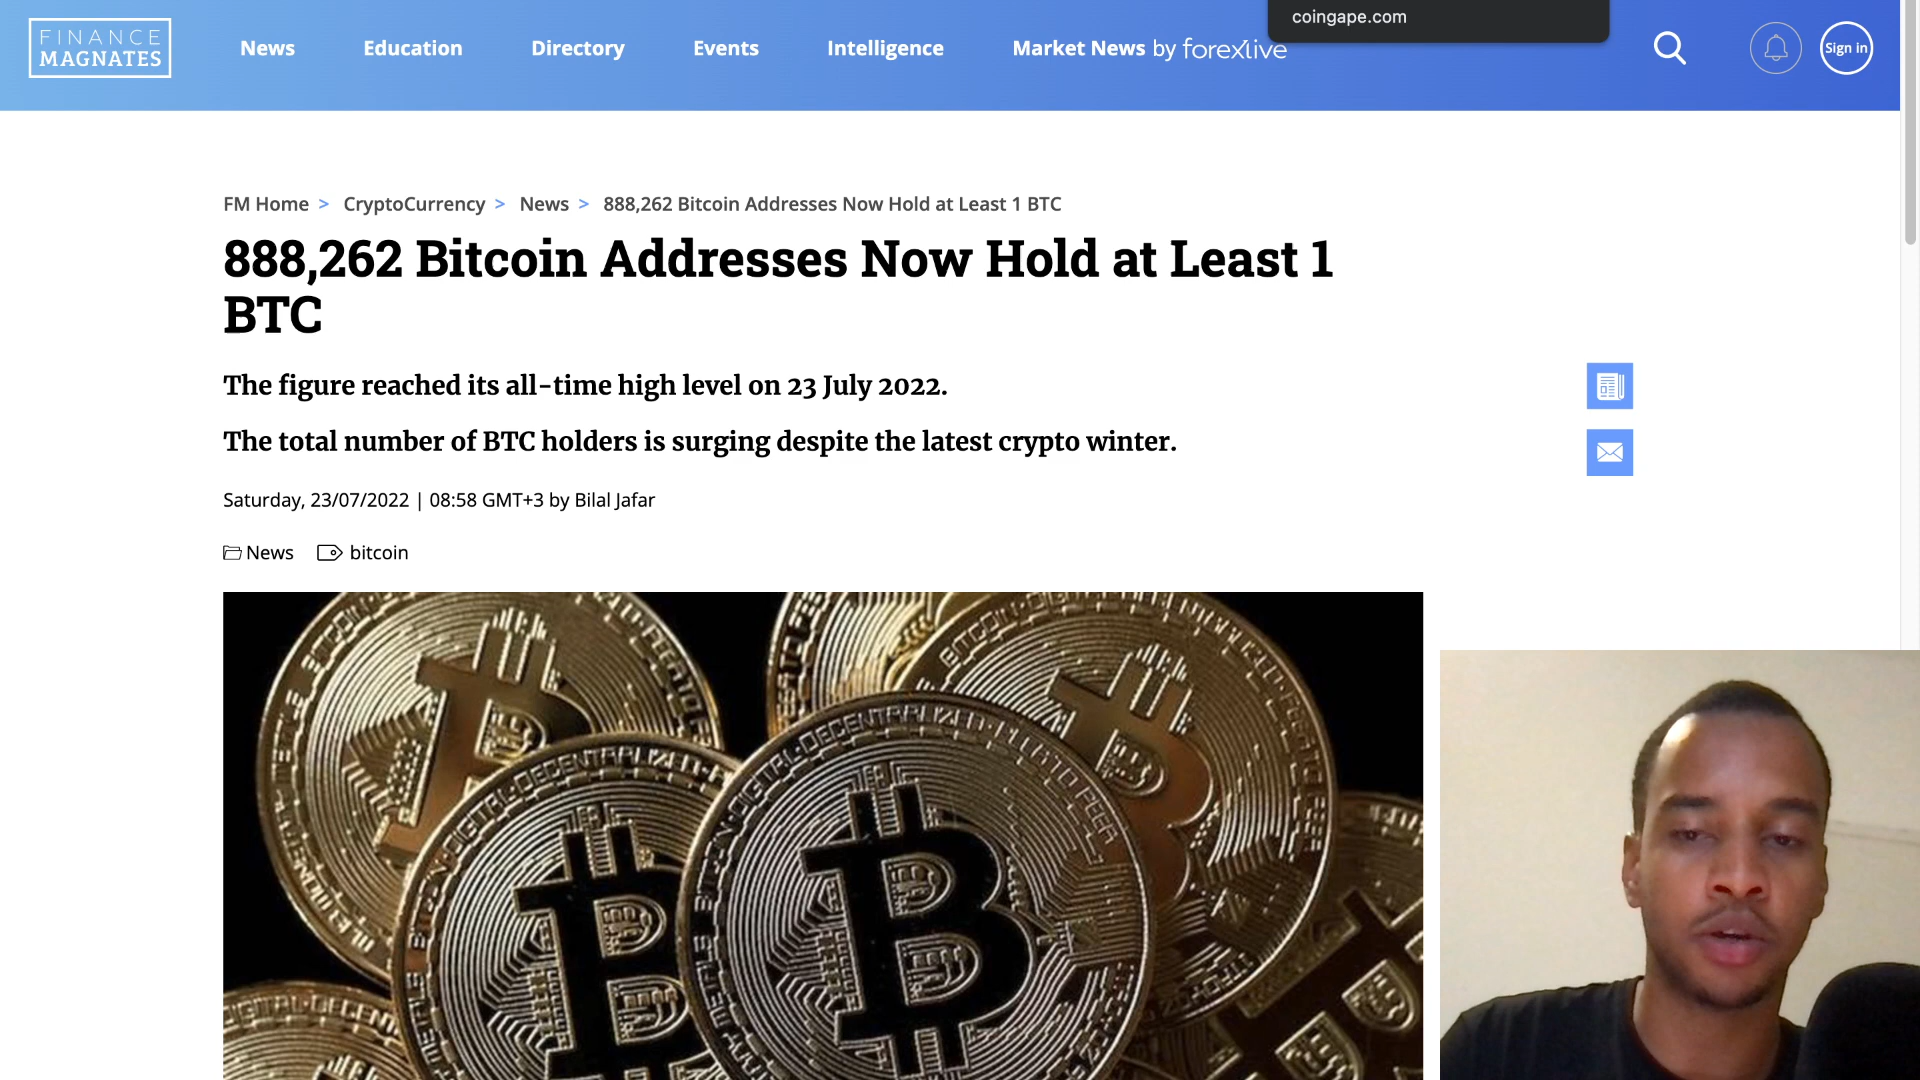 coingape.com
FINANCE
MAGNATES
News Education Directory Events Intelligence Market News by forexlive
Sign in
FM Home > CryptoCurrency > News > 888,262 Bitcoin Addresses Now Hold at Least 1 BTC
888,262 Bitcoin Addresses Now Hold at Least 1
BTC
The figure reached its all-time high level on 23 July 2022.
The total number of BTC holders is surging despite the latest crypto winter.
Saturday, 23/07/2022 | 08:58 GMT+3 by Bilal Jafar
News bitcoin